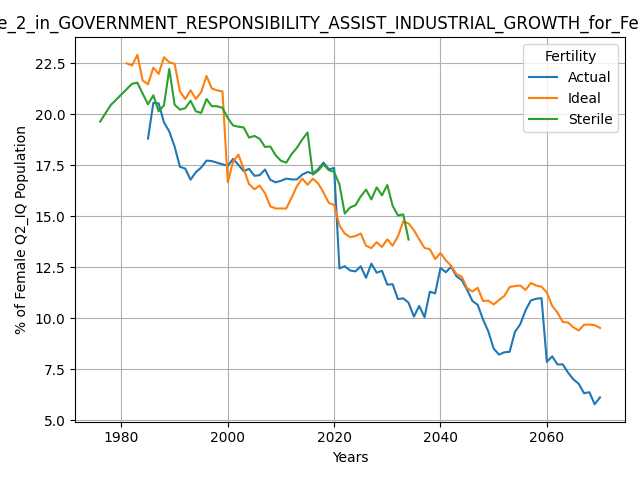 e_2_in_GOVERNMENT_RESPONSIBILITY_ASSIST_INDUSTRIAL_GROWTH_for_Fe
Fertility
Actual
Ideal
Sterile
% of Female Q2_IQ Population
22.5
20.0
17.5
15.0
12.5
10.0
7.5
5.0
1980 2000 2020 2040 2060
Years